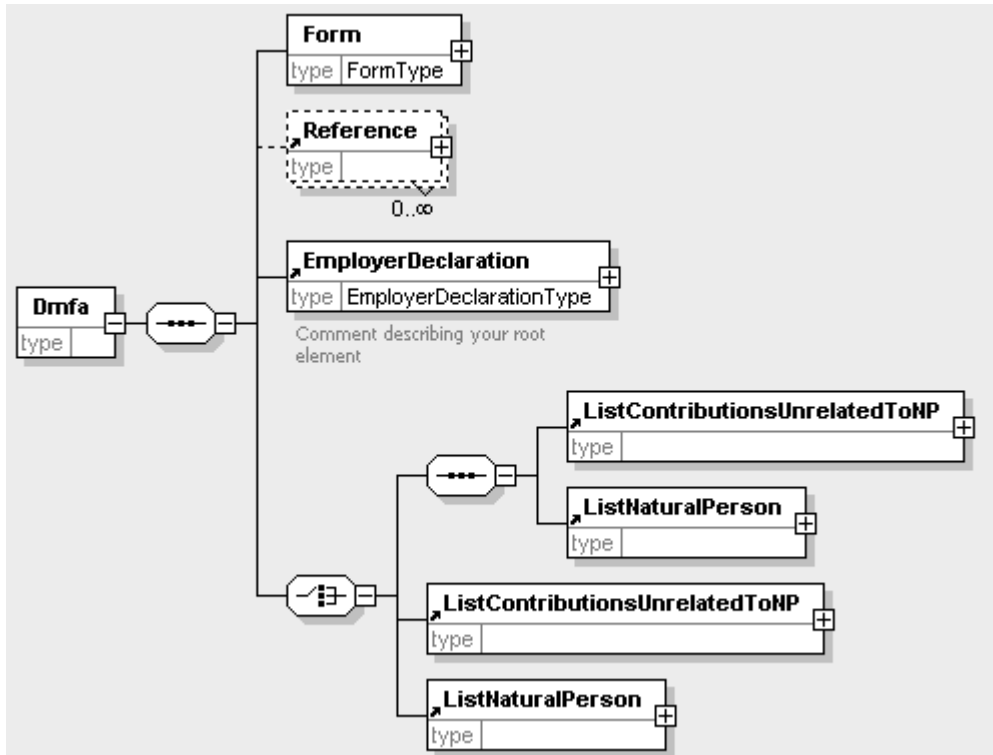 Form
type FormType
Reference
type
0..∞
EmployerDeclaration
type EmployerDeclarationType
Comment describing your root
element
Dmfa
type
ListContributionsUnrelatedToNP
type
ListNaturalPerson
type
ListContributionsUnrelatedToNP
type
ListNaturalPerson
type